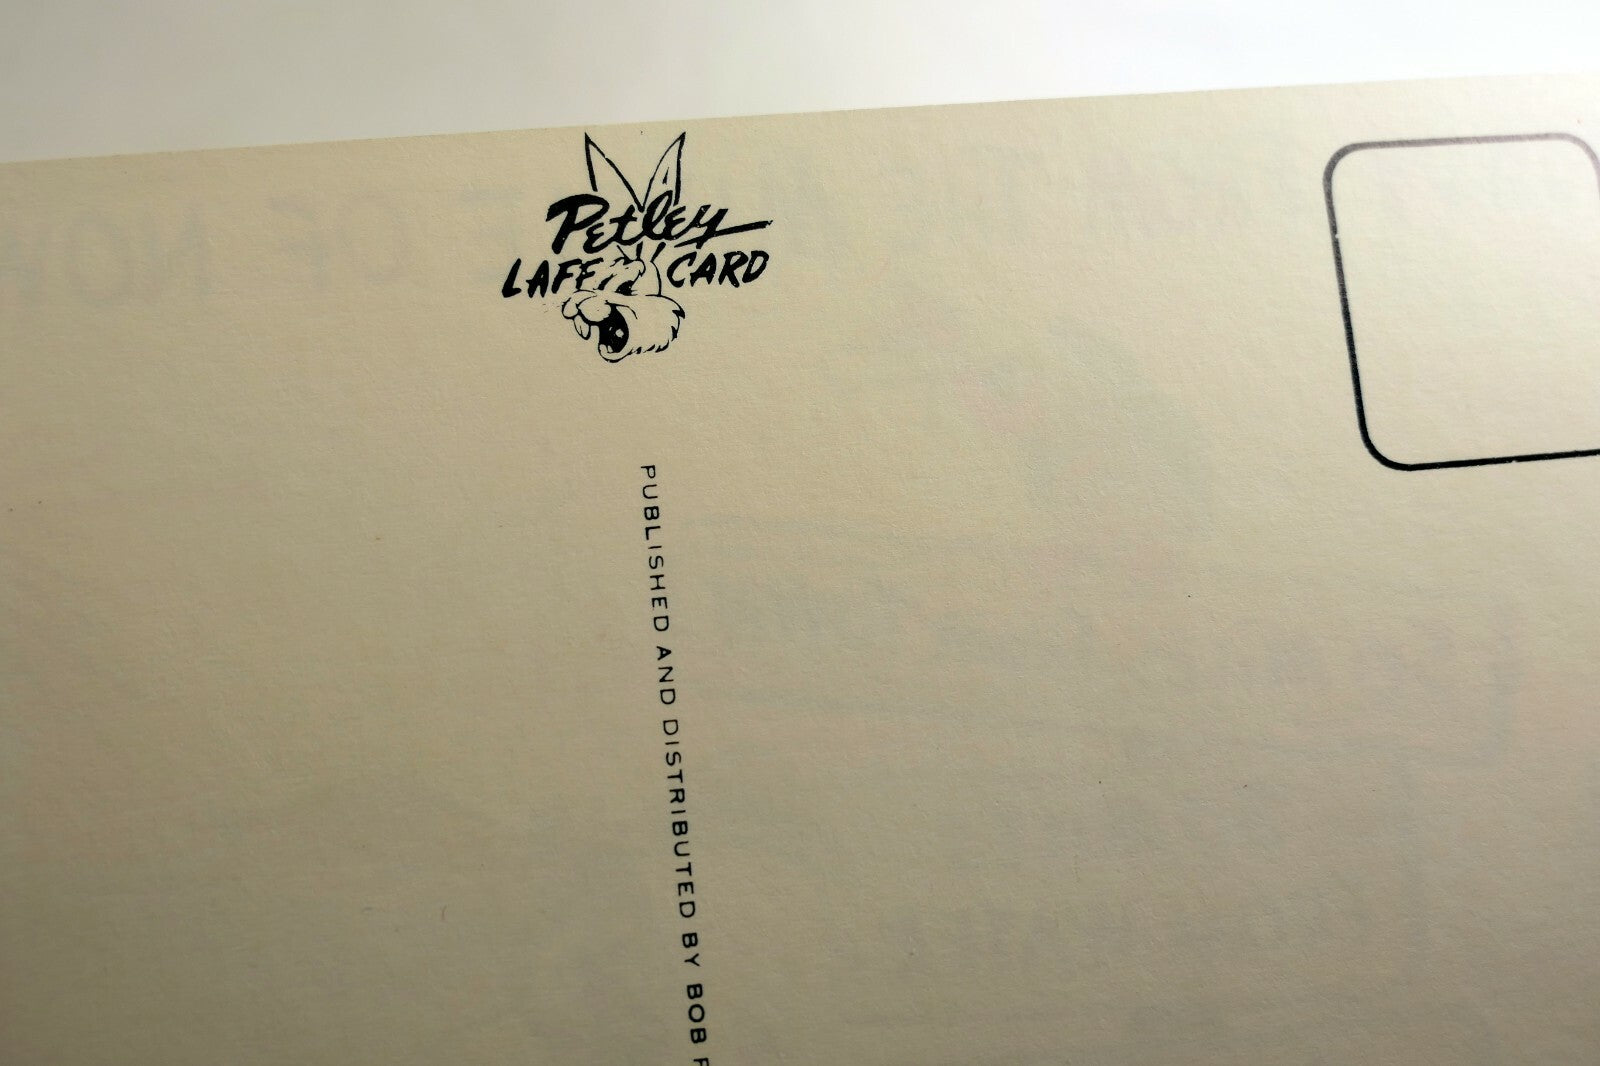 Petley
LAFF CARD
PUBLISHED AND DISTRIBUTED BY BOB